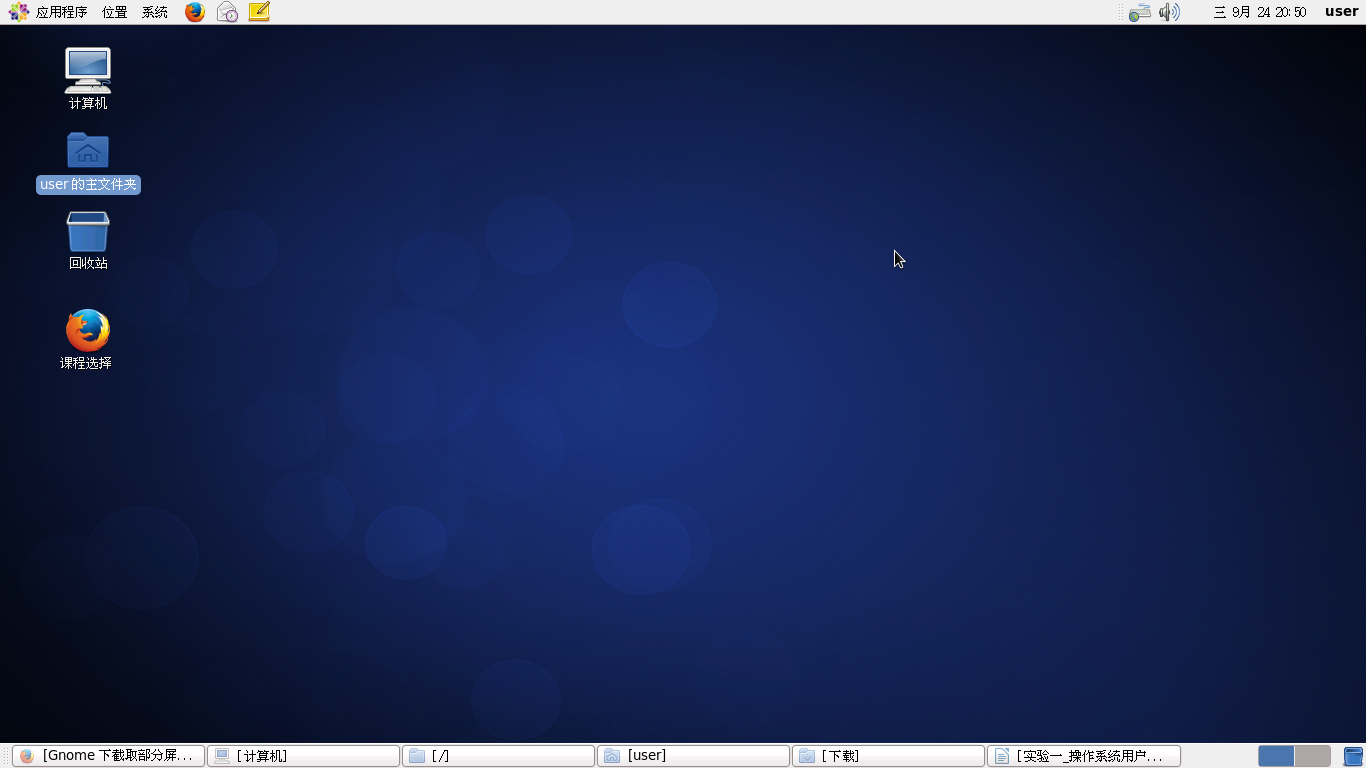 应用程序 位置 系统 三 9月 24 20:50 user
计算机
user 的主文件夹
回收站
课程选择
[Gnome 下载取部分屏... [计算机] [/] [user] [下载] [实验一_操作系统用户...